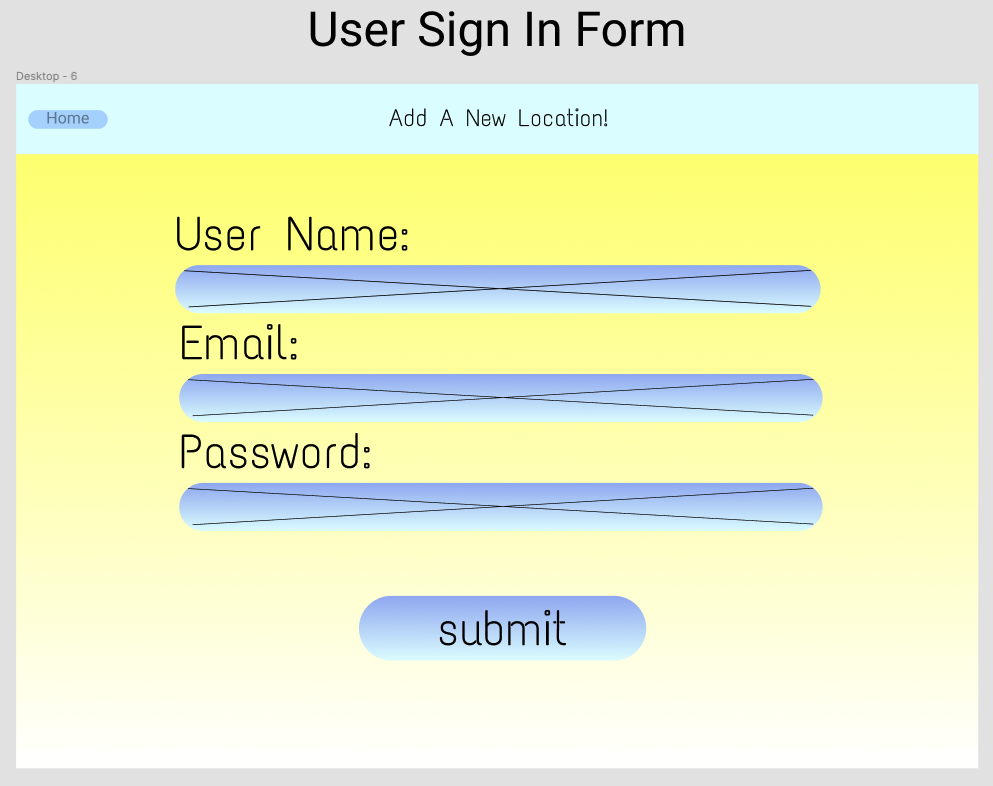 User Sign In Form
Desktop - 6
Home
Add A New Location!
User Name:
Email:
Password:
submit